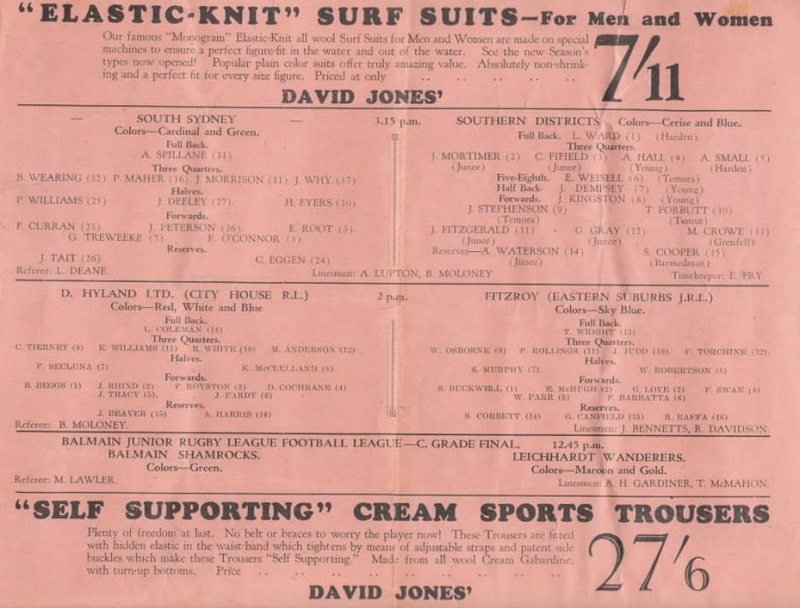 "ELASTIC-KNIT" SURF SUITS—For Men and Women
Our famous "Monogram" Elastic-Knit all wool Surf Suits for Men and Women are made on special
machines to ensure a perfect figure-fit in the water and out of the water. See the new Season's
types now opened! Popular plain color suits offer truly amazing value. Absolutely non-shrink-
ing and a perfect fit for every size figure. Priced at only .. .. .. ..
7/11
DAVID JONES'
— SOUTH SYDNEY —
Colors—Cardinal and Green.
Full Back.
A. SPILLANE (31)
Three Quarters.
B. WEARING (12) P. MAHER (16) J. MORRISON (11) J. WHY (17)
Halves.
P. WILLIAMS (25) J. DEELEY (27) H. EYERS (10)
Forwards.
F. CURRAN (23) J. PETERSON (36) E. ROOT (3)
G. TREWEEKE (7) F. O'CONNOR (5)
Reserves.
J. TAIT (26) C. EGGEN (24)
Referee: L. DEANE.
3.15 p.m.
SOUTHERN DISTRICTS Colors—Cerise and Blue.
Full Back. L. WARD (1) (Harden)
Three Quarters.
J. MORTIMER (2) C. FIFIELD (3) A. HALL (4) A. SMALL (5)
(Junee) (Junee) (Young) (Harden)
Five-Eighth. E. WEISELL (6) (Temora)
Half Back. J. DEMPSEY (7) (Young)
Forwards. J. KINGSTON (8) (Young)
J. STEPHENSON (9) T. FORBUTT (10)
(Temora) (Tumut)
J. FITZGERALD (11) - G. GRAY (12) M. CROWE (13)
(Junee) (Junee) (Grenfell)
Reserves—A. WATERSON (14) S. COOPER (15)
(Junee) (Barmedman)
Linesmen: A. LUPTON, B. MOLONEY Timekeeper: E. FRY.
D. HYLAND LTD. (CITY HOUSE R.L.)
Colors—Red, White and Blue
Full Back.
L. COLEMAN (14)
Three Quarters.
C. TIERNEY (9) K. WILLIAMS (11) R. WHITE (10) M. ANDERSON (12)
Halves.
F. SECLUNA (7) K. McCLELLAND (8)
Forwards.
R. BEGGS (1) J. RHIND (2) P. ROYSTON (3) D. COCHRANE (4)
J. TRACY (5). J. PARDY (6)
Reserves.
J. BEAVER (15) A. HARRIS (16)
Referee: B. MOLONEY.
2 p.m.
FITZROY (EASTERN SUBURBS J.R.L.)
Colors—Sky Blue.
Full Back.
T. WRIGHT (13)
Three Quarters.
W. OSBORNE (9) F. ROLLINGS (11) J. JUDD (10). F. TORCHINE (12).
Halves.
S. MURPHY (7). W. ROBERTSON (8)
Forwards.
S. BUCKWELL (1) E. McHUGH (2) G. LOVE (3) F. SWAN (4)
W. PARR (5) P. BARBATTA (6)
Reserves.
S. CORBETT (14) G. CANFIELD (15) R. RAFFA (16)
Linesmen: J. BENNETTS, R. DAVIDSON.
BALMAIN JUNIOR RUGBY LEAGUE FOOTBALL LEAGUE—C. GRADE FINAL. 12.45 p.m.
BALMAIN SHAMROCKS.
Colors—Green.
Referee: M. LAWLER.
LEICHHARDT WANDERERS.
Colors—Maroon and Gold.
Linesmen: A. H. GARDINER, T. McMAHON.
"SELF SUPPORTING" CREAM SPORTS TROUSERS
Plenty of freedom at last. No belt or braces to worry the player now! These Trousers are fitted
with hidden elastic in the waist-band which tightens by means of adjustable straps and patent side
buckles which make these Trousers "Self Supporting." Made from all wool Cream Gabardine,
with turn-up bottoms. Price .. .. .. .. .. .. .. ..
27/6
DAVID JONES'